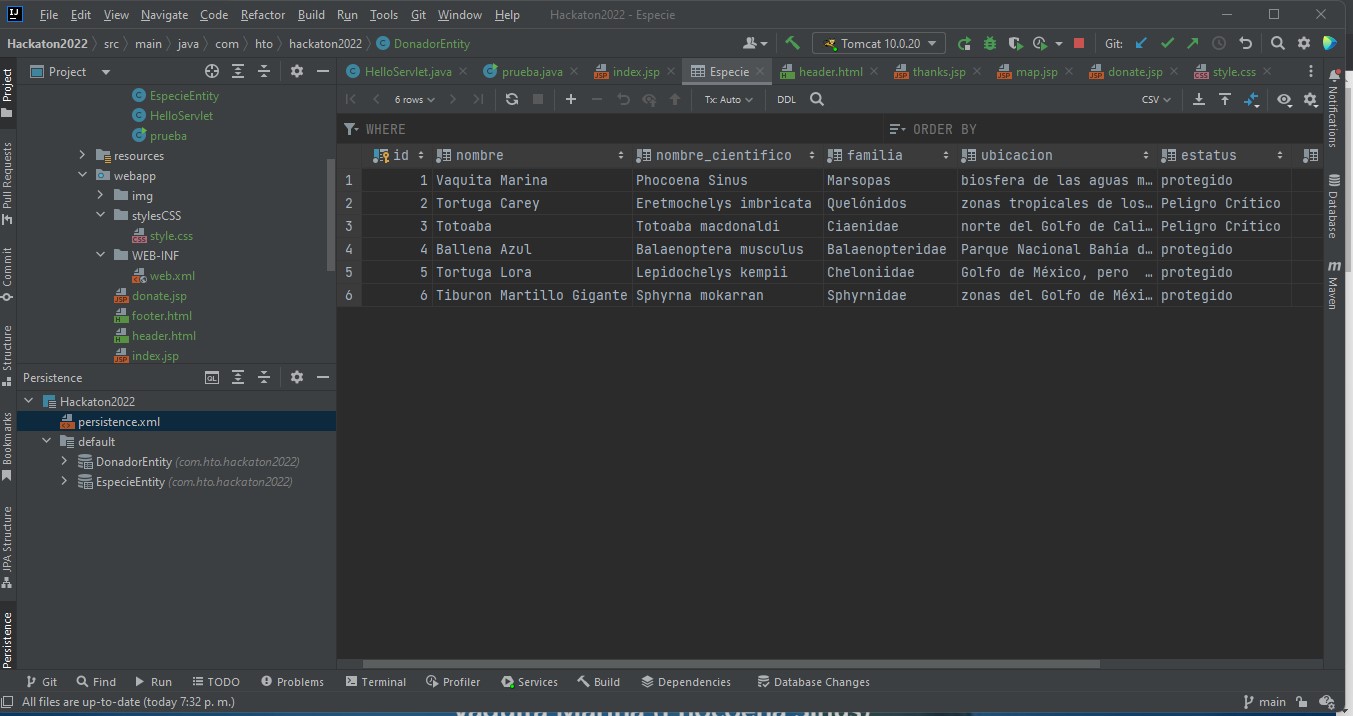 File Edit View Navigate Code Refactor Build Run Tools Git Window Help Hackaton2022 - Especie
Hackaton2022 src main java com hto hackaton2022 DonadorEntity Tomcat 10.0.20 Git:
Project HelloServlet.java prueba.java index.jsp Especie header.html thanks.jsp map.jsp donate.jsp style.css
6 rows Tx: Auto DDL CSV
WHERE ORDER BY
id nombre nombre_cientifico familia ubicacion estatus
1 1 Vaquita Marina Phocoena Sinus Marsopas biosfera de las aguas m… protegido
2 2 Tortuga Carey Eretmochelys imbricata Quelónidos zonas tropicales de los… Peligro Crítico
3 3 Totoaba Totoaba macdonaldi Ciaenidae norte del Golfo de Cali… Peligro Crítico
4 4 Ballena Azul Balaenoptera musculus Balaenopteridae Parque Nacional Bahía d… protegido
5 5 Tortuga Lora Lepidochelys kempii Cheloniidae Golfo de México, pero … protegido
6 6 Tiburon Martillo Gigante Sphyrna mokarran Sphyrnidae zonas del Golfo de Méxi… protegido
EspecieEntity
HelloServlet
prueba
resources
webapp
img
stylesCSS
style.css
WEB-INF
web.xml
donate.jsp
footer.html
header.html
index.jsp
Persistence
Hackaton2022
persistence.xml
default
DonadorEntity (com.hto.hackaton2022)
EspecieEntity (com.hto.hackaton2022)
Project
Pull Requests
Commit
Structure
Bookmarks
JPA Structure
Persistence
Notifications
Database
Maven
Git Find Run TODO Problems Terminal Profiler Services Build Dependencies Database Changes
All files are up-to-date (today 7:32 p. m.) main